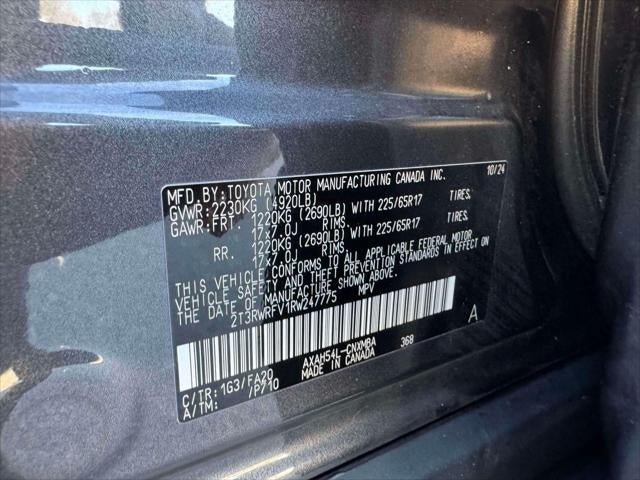 MFD. BY: TOYOTA MOTOR MANUFACTURING CANADA INC. 10/24
GVWR: 2230KG (4920LB)
GAWR: FRT. 1220KG (2690LB) WITH 225/65R17 TIRES.
17x7.0J RIMS.
RR. 1220KG (2690LB) WITH 225/65R17 TIRES.
17x7.0J RIMS.
THIS VEHICLE CONFORMS TO ALL APPLICABLE FEDERAL MOTOR
VEHICLE SAFETY AND THEFT PREVENTION STANDARDS IN EFFECT ON
THE DATE OF MANUFACTURE SHOWN ABOVE.
2T3RWRFV1RW247775 MPV
A
AXAH54L-CNXMBA 368
C/TR: 1G3/FA20 MADE IN CANADA
A/TM: /P710